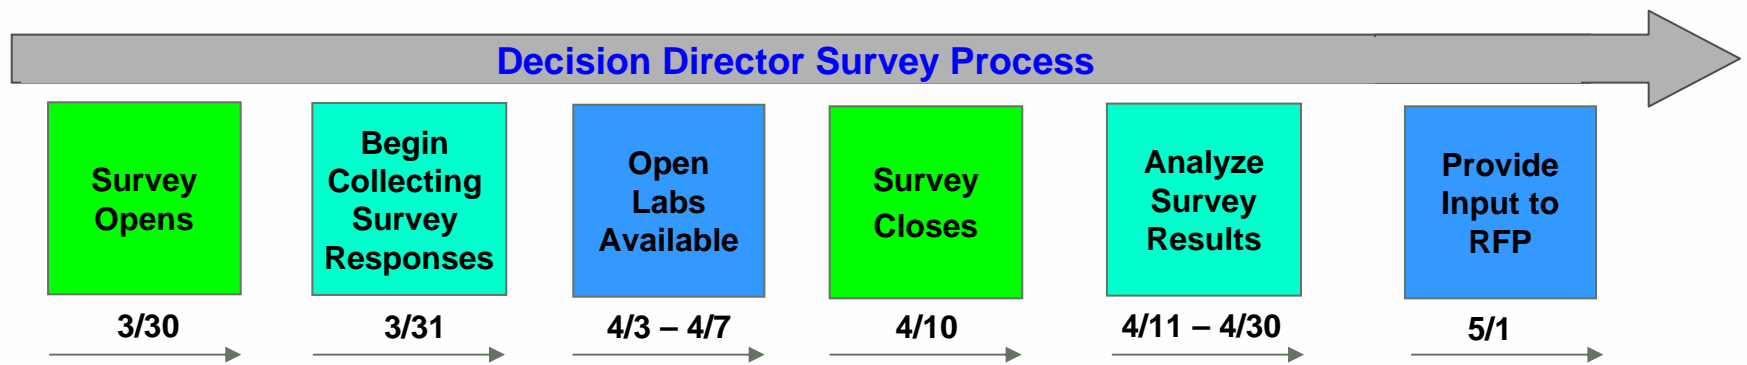 Decision Director Survey Process
Survey
Opens
Begin
Collecting
Survey
Responses
Open
Labs
Available
Survey
Closes
Analyze
Survey
Results
Provide
Input to
RFP
3/30
3/31
4/3 – 4/7
4/10
4/11 – 4/30
5/1